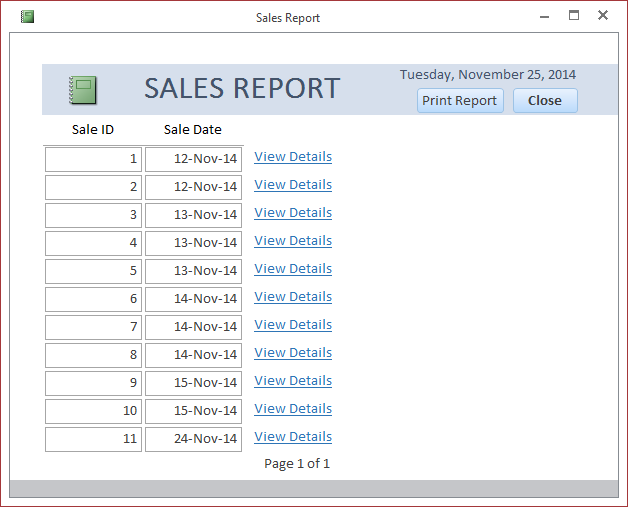 Sales Report
Tuesday, November 25, 2014
SALES REPORT
Print Report Close
Sale ID Sale Date
1 12-Nov-14 View Details
2 12-Nov-14 View Details
3 13-Nov-14 View Details
4 13-Nov-14 View Details
5 13-Nov-14 View Details
6 14-Nov-14 View Details
7 14-Nov-14 View Details
8 14-Nov-14 View Details
9 15-Nov-14 View Details
10 15-Nov-14 View Details
11 24-Nov-14 View Details
Page 1 of 1